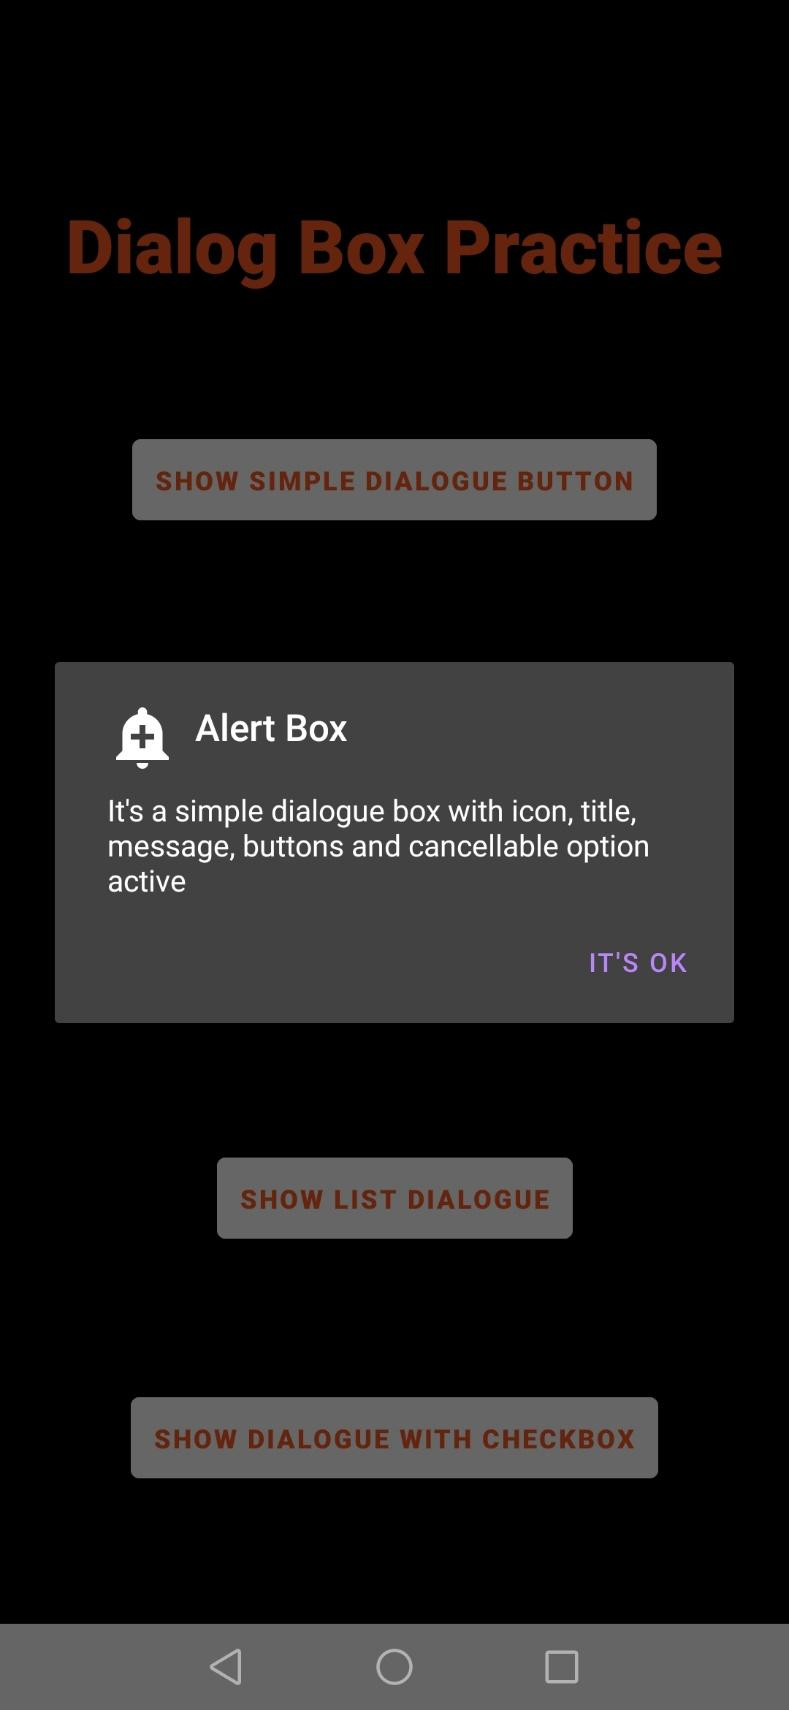 Dialog Box Practice
SHOW SIMPLE DIALOGUE BUTTON
Alert Box
It's a simple dialogue box with icon, title,
message, buttons and cancellable option
active
IT'S OK
SHOW LIST DIALOGUE
SHOW DIALOGUE WITH CHECKBOX